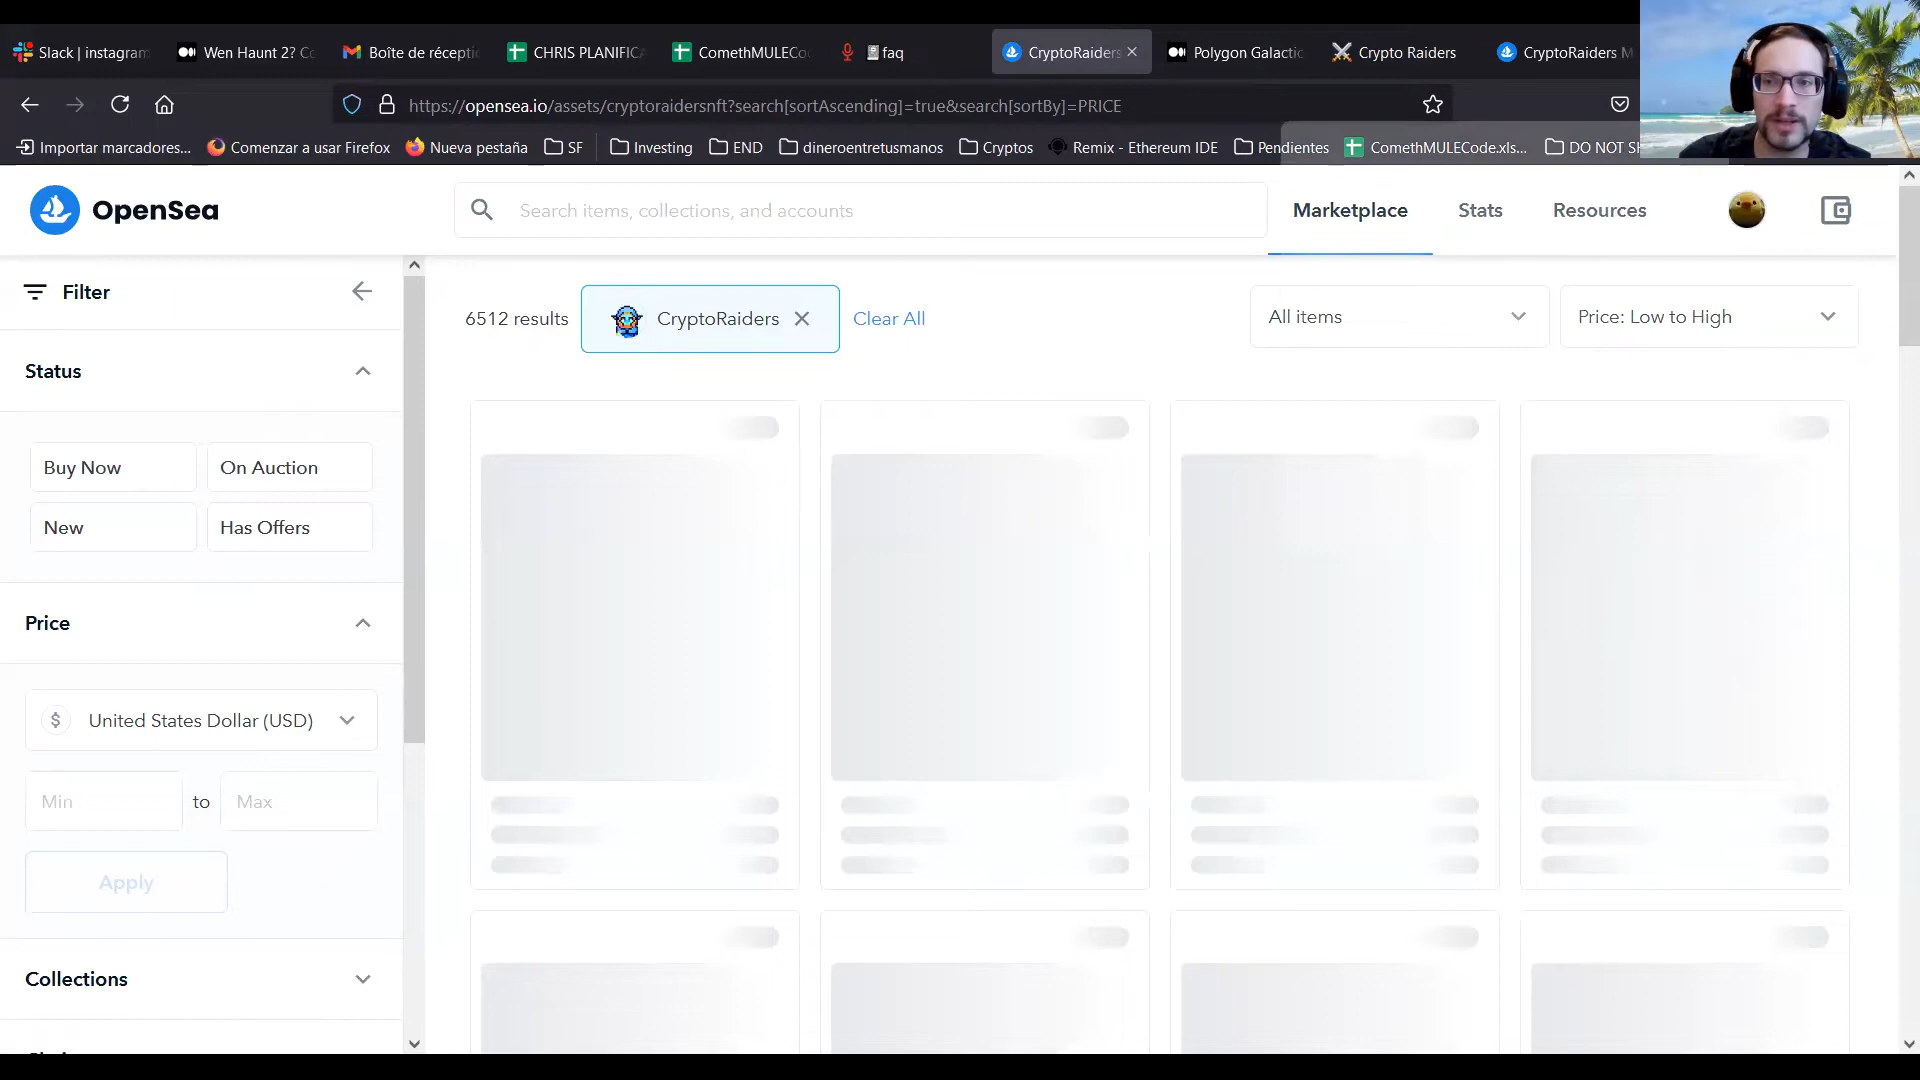 Slack | instagram
Wen Haunt 2?
Boîte de récepti
CHRIS PLANIFICA
ComethMULECo
faq
CryptoRaiders
Polygon Galactic
Crypto Raiders
CryptoRaiders M
https://opensea.io/assets/cryptoraidersnft?search[sortAscending]=true&search[sortBy]=PRICE
Importar marcadores...
Comenzar a usar Firefox
Nueva pestaña
SF
Investing
END
dineroentretusmanos
Cryptos
Remix - Ethereum IDE
Pendientes
ComethMULECode.xls...
DO NOT SH
OpenSea
Search items, collections, and accounts
Marketplace
Stats
Resources
Filter
6512 results
CryptoRaiders
Clear All
All items
Price: Low to High
Status
Buy Now
On Auction
New
Has Offers
Price
$
United States Dollar (USD)
Min
to
Max
Apply
Collections